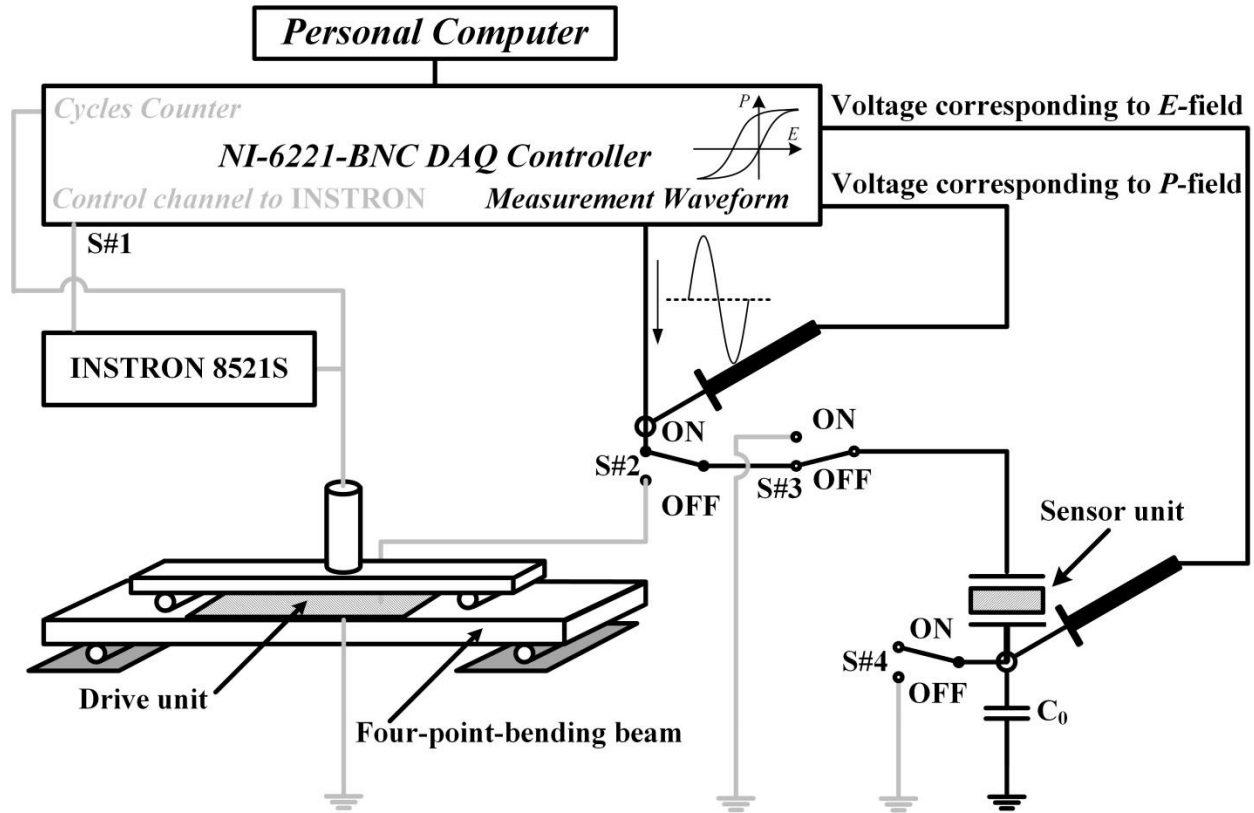 Personal Computer
Cycles Counter
P
E
NI-6221-BNC DAQ Controller
Control channel to INSTRON
Measurement Waveform
Voltage corresponding to E-field
Voltage corresponding to P-field
S#1
INSTRON 8521S
ON
S#2
OFF
ON
S#3
OFF
Sensor unit
ON
S#4
OFF
C₀
Drive unit
Four-point-bending beam